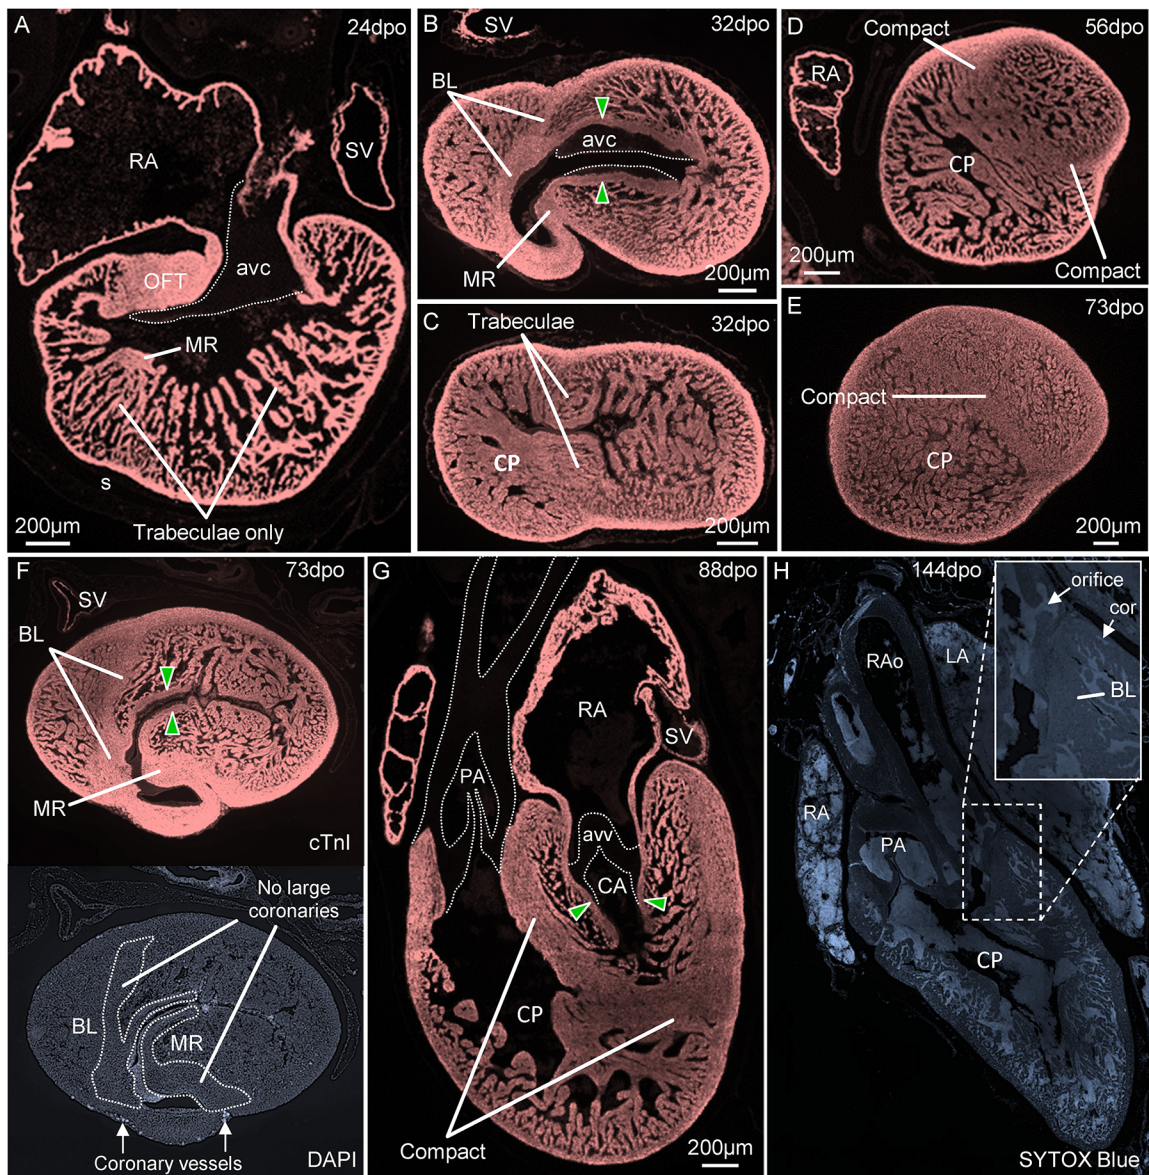 A
24dpo
RA
SV
OFT
avc
MR
s
200µm
Trabeculae only
B
SV
32dpo
BL
avc
MR
200µm
C
32dpo
Trabeculae
CP
200µm
D
Compact
56dpo
RA
CP
200µm
Compact
E
73dpo
Compact
CP
200µm
F
73dpo
SV
BL
MR
cTnI
No large
coronaries
BL
MR
Coronary vessels
DAPI
G
88dpo
RA
SV
PA
avv
CA
CP
Compact
200µm
H
144dpo
orifice
cor
BL
RAo
LA
RA
PA
CP
SYTOX Blue